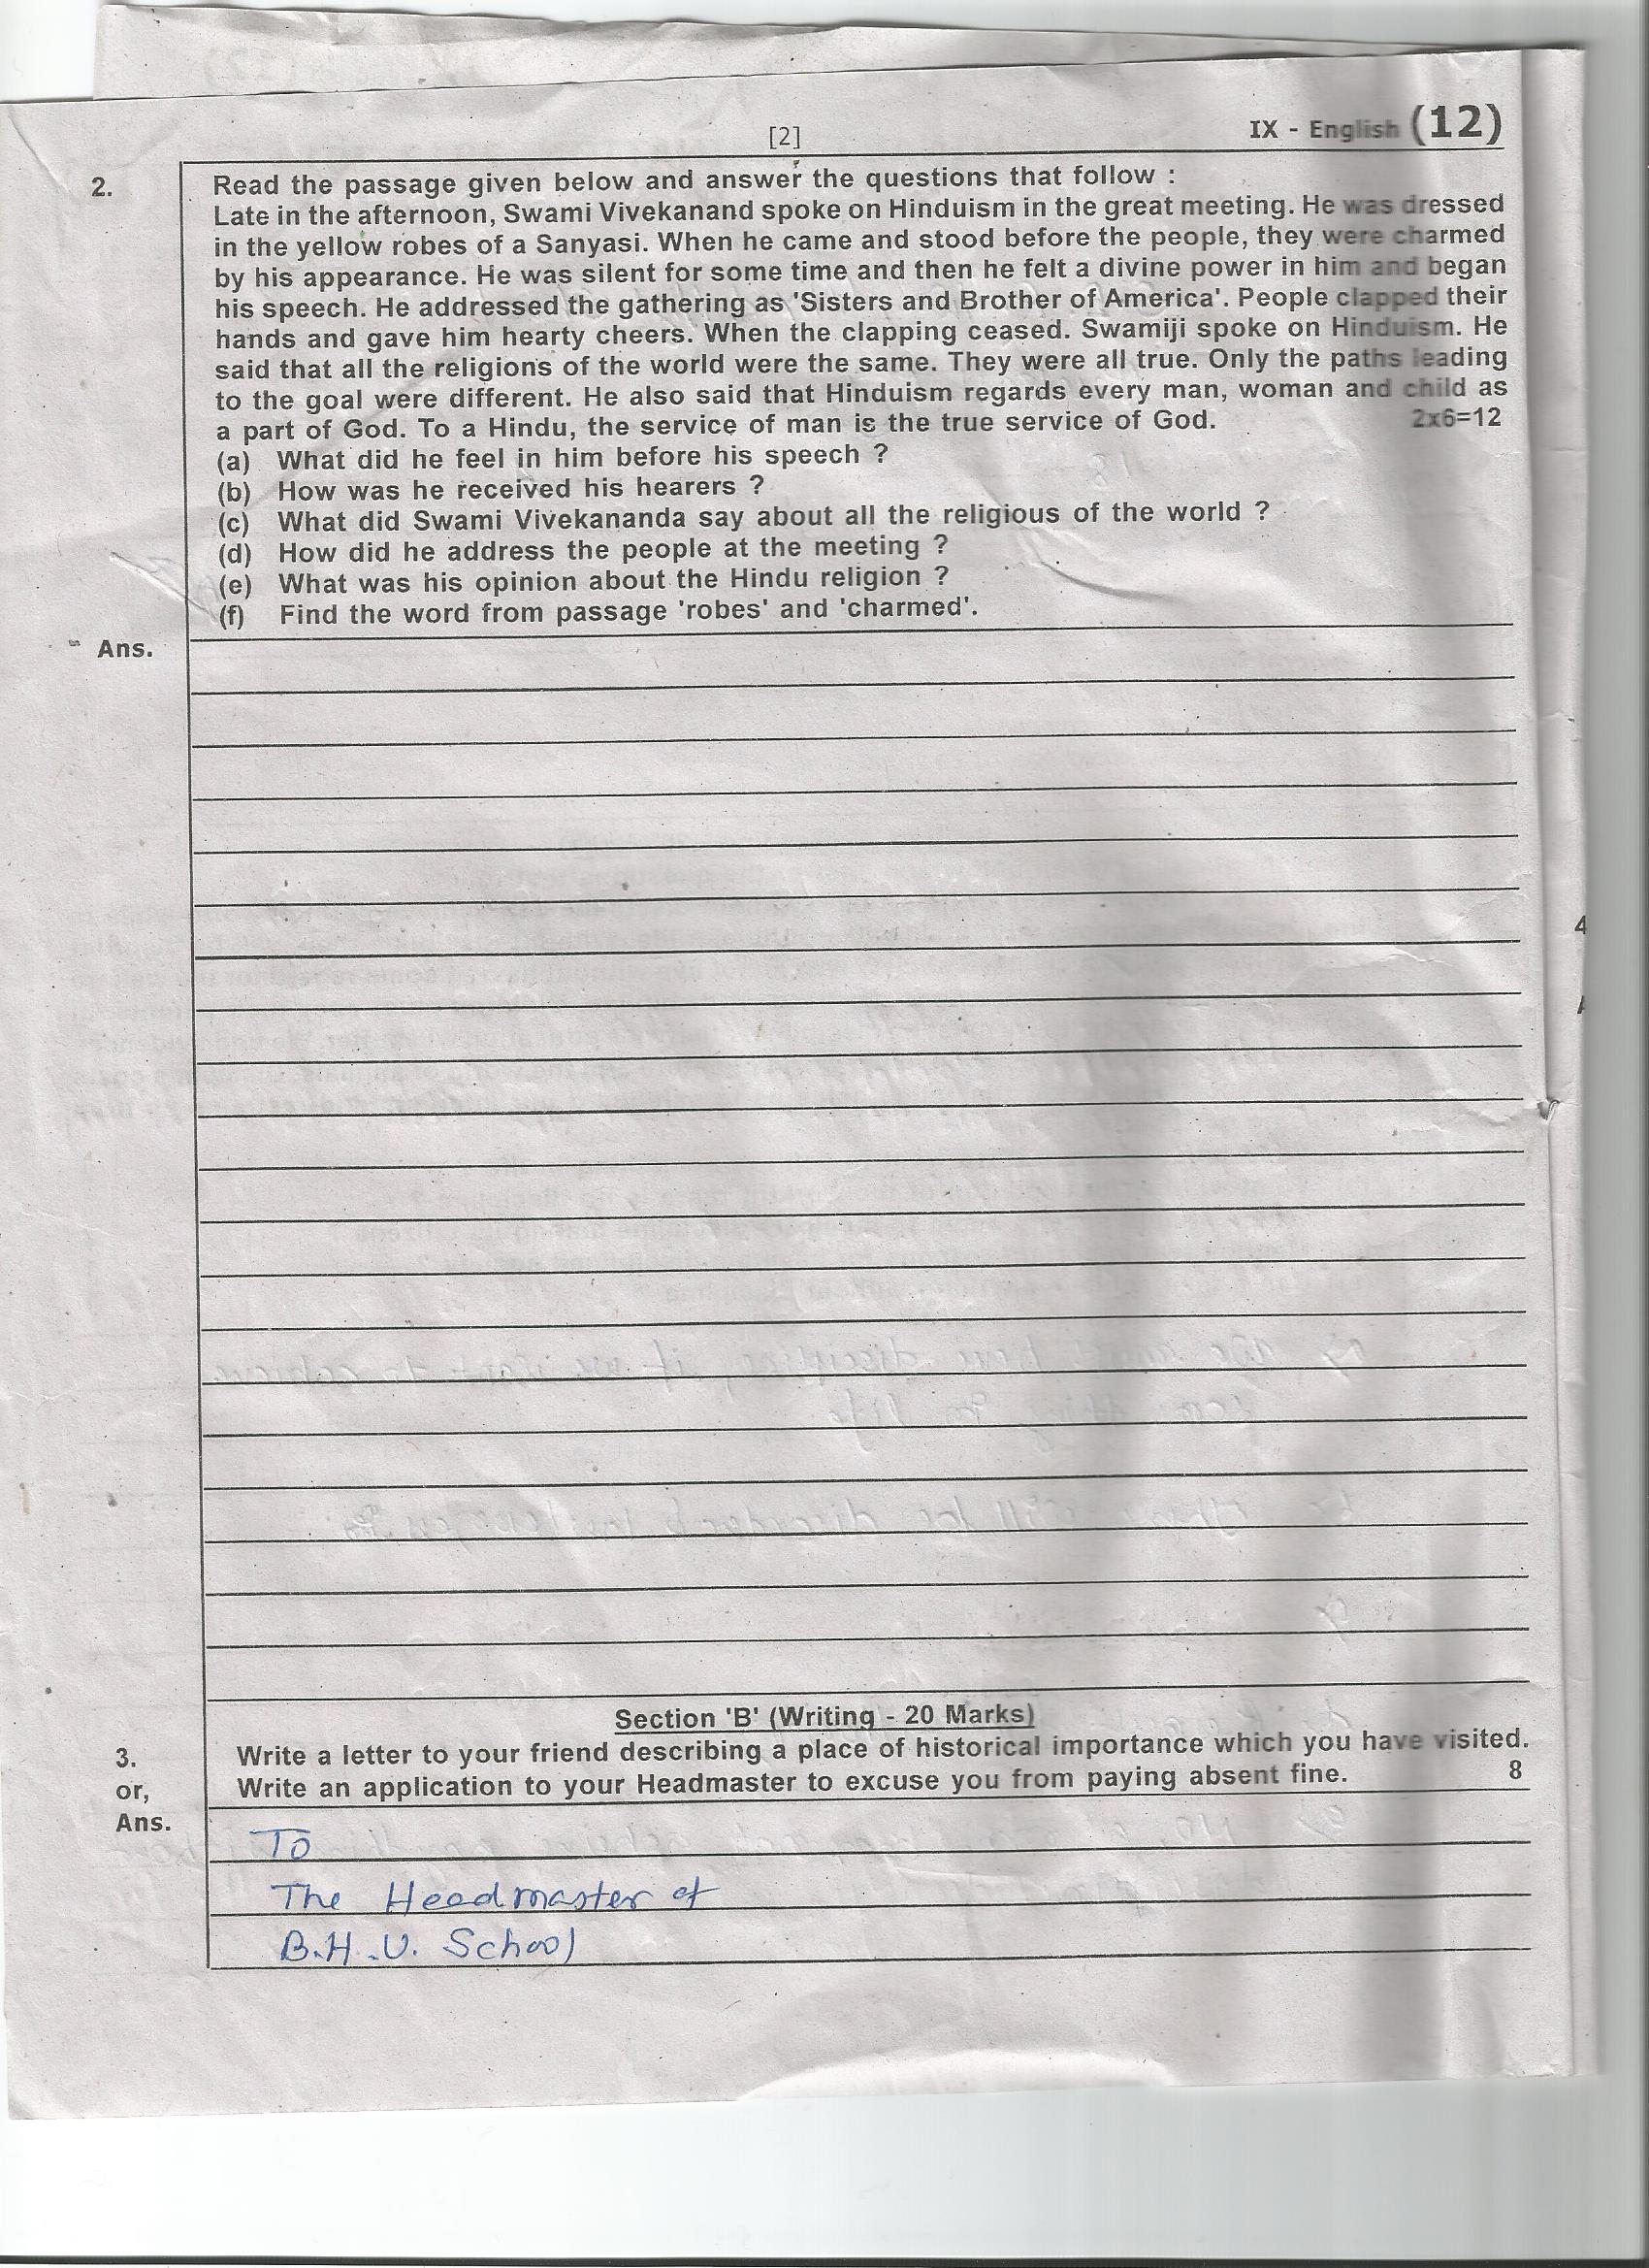 [2]
IX - English (12)
2. Read the passage given below and answer the questions that follow :
Late in the afternoon, Swami Vivekanand spoke on Hinduism in the great meeting. He was dressed
in the yellow robes of a Sanyasi. When he came and stood before the people, they were charmed
by his appearance. He was silent for some time and then he felt a divine power in him and began
his speech. He addressed the gathering as 'Sisters and Brother of America'. People clapped their
hands and gave him hearty cheers. When the clapping ceased. Swamiji spoke on Hinduism. He
said that all the religions of the world were the same. They were all true. Only the paths leading
to the goal were different. He also said that Hinduism regards every man, woman and child as
a part of God. To a Hindu, the service of man is the true service of God. 2x6=12
(a) What did he feel in him before his speech ?
(b) How was he received his hearers ?
(c) What did Swami Vivekananda say about all the religious of the world ?
(d) How did he address the people at the meeting ?
(e) What was his opinion about the Hindu religion ?
(f) Find the word from passage 'robes' and 'charmed'.
Ans.
4
Section 'B' (Writing - 20 Marks)
3. Write a letter to your friend describing a place of historical importance which you have visited.
or, Write an application to your Headmaster to excuse you from paying absent fine. 8
Ans.
To
The Headmaster of
B.H.U. School